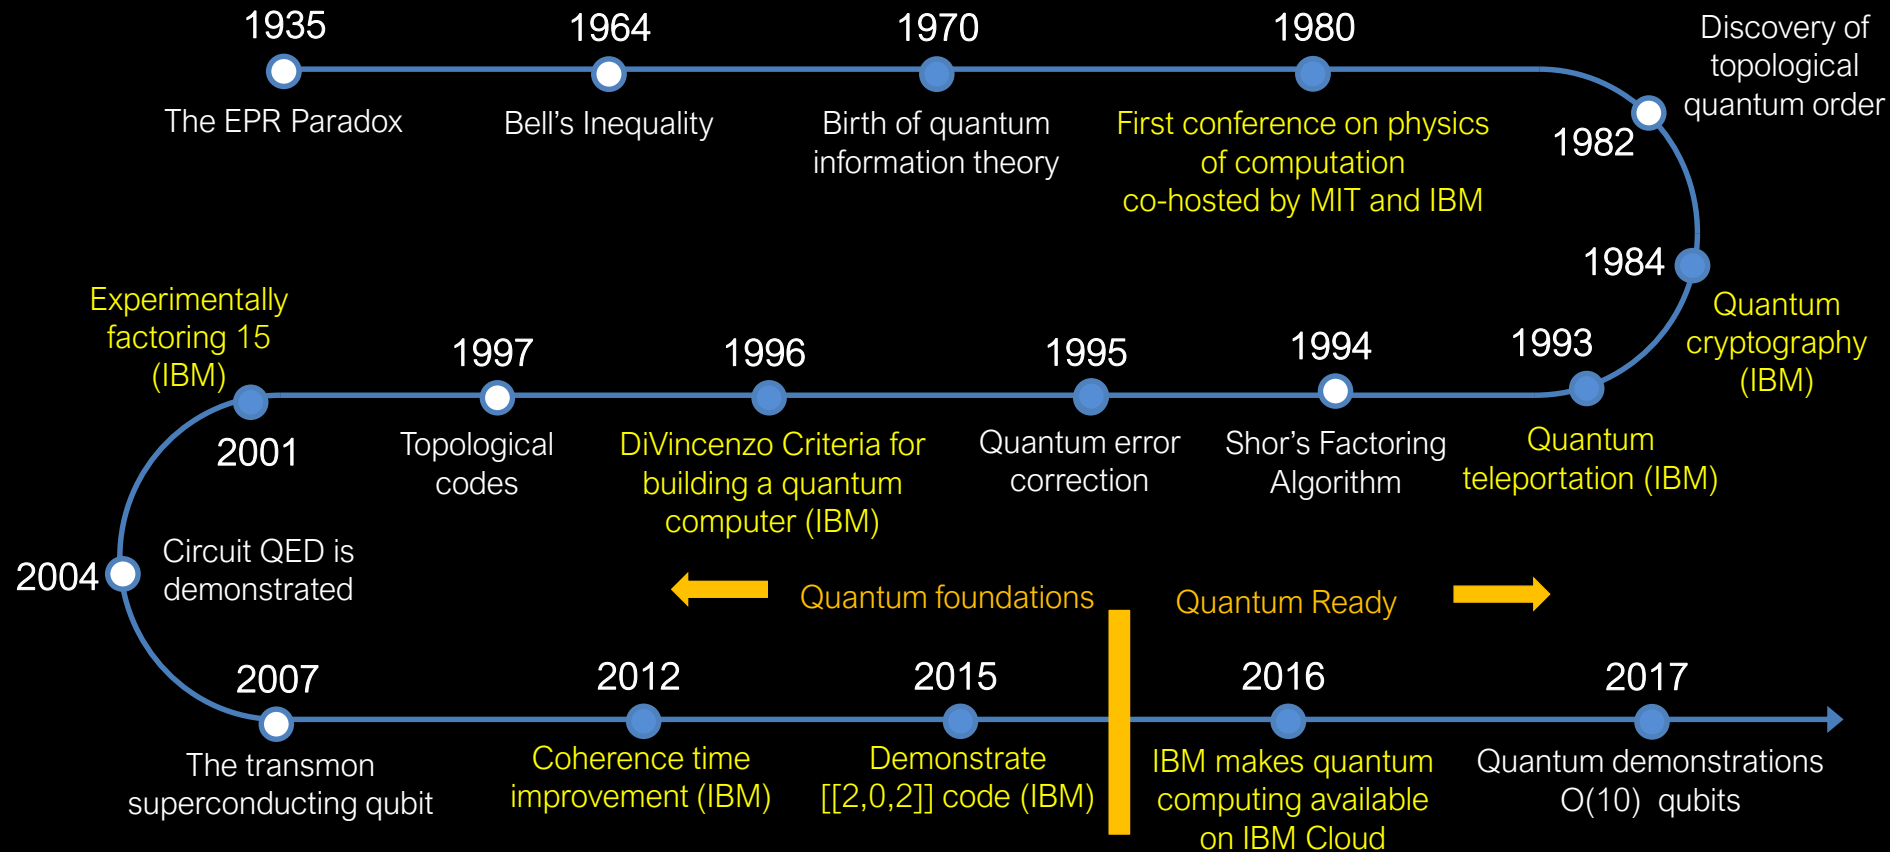 1935
The EPR Paradox
1964
Bell's Inequality
1970
Birth of quantum
information theory
1980
First conference on physics
of computation
co-hosted by MIT and IBM
Discovery of
topological
quantum order
1982
1984
Quantum
cryptography
(IBM)
1993
Quantum
teleportation (IBM)
1994
Shor's Factoring
Algorithm
1995
Quantum error
correction
1996
DiVincenzo Criteria for
building a quantum
computer (IBM)
1997
Topological
codes
Experimentally
factoring 15
(IBM)
2001
2004
Circuit QED is
demonstrated
Quantum foundations
Quantum Ready
2007
The transmon
superconducting qubit
2012
Coherence time
improvement (IBM)
2015
Demonstrate
[[2,0,2]] code (IBM)
2016
IBM makes quantum
computing available
on IBM Cloud
2017
Quantum demonstrations
O(10) qubits